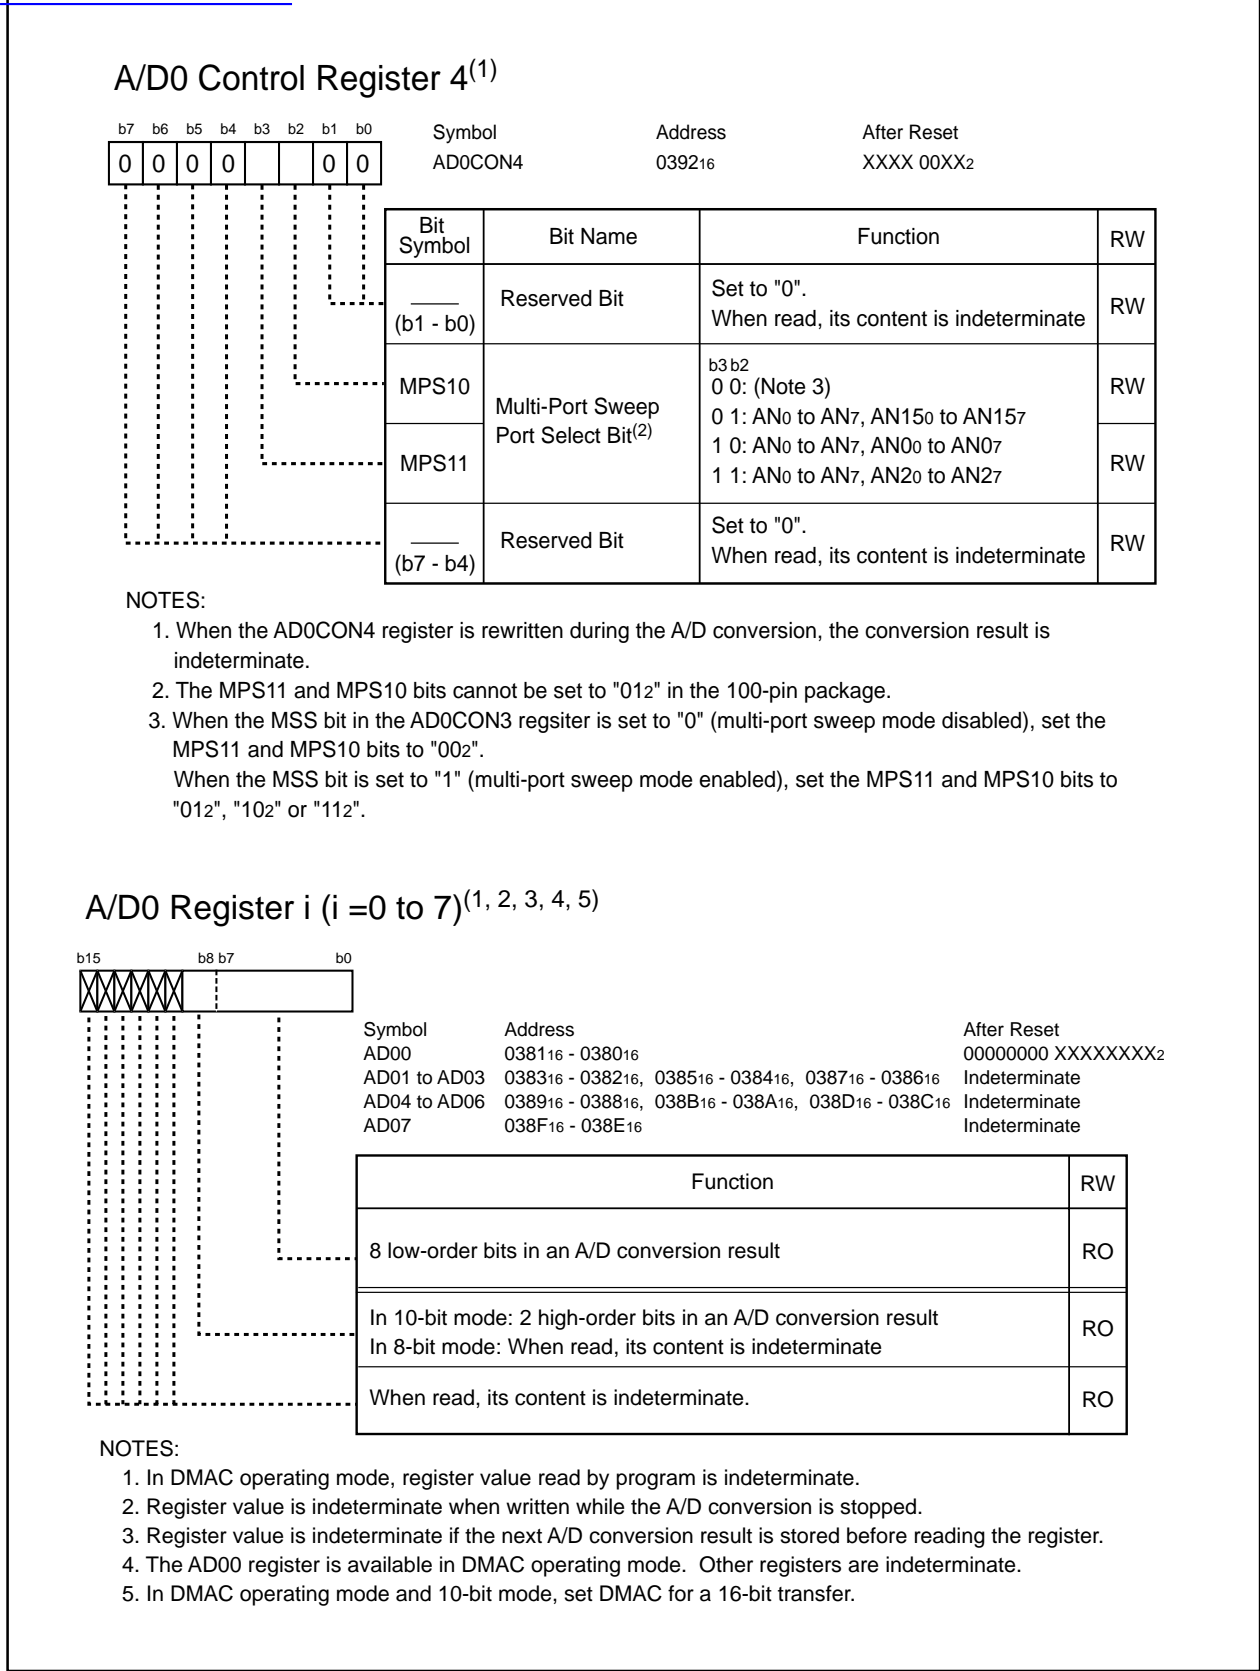 A/D0 Control Register 4(1)
b7 b6 b5 b4 b3 b2 b1 b0
0 0 0 0 0 0
Symbol Address After Reset
AD0CON4 039216 XXXX 00XX2
Bit Symbol Bit Name Function RW
(b1 - b0) Reserved Bit Set to "0".
When read, its content is indeterminate RW
b3 b2
MPS10 0 0: (Note 3) RW
Multi-Port Sweep 0 1: AN0 to AN7, AN150 to AN157
Port Select Bit(2) 1 0: AN0 to AN7, AN00 to AN07
MPS11 1 1: AN0 to AN7, AN20 to AN27 RW
(b7 - b4) Reserved Bit Set to "0".
When read, its content is indeterminate RW
NOTES:
1. When the AD0CON4 register is rewritten during the A/D conversion, the conversion result is
indeterminate.
2. The MPS11 and MPS10 bits cannot be set to "012" in the 100-pin package.
3. When the MSS bit in the AD0CON3 regsiter is set to "0" (multi-port sweep mode disabled), set the
MPS11 and MPS10 bits to "002".
When the MSS bit is set to "1" (multi-port sweep mode enabled), set the MPS11 and MPS10 bits to
"012", "102" or "112".
A/D0 Register i (i =0 to 7)(1, 2, 3, 4, 5)
b15 b8 b7 b0
Symbol Address After Reset
AD00 038116 - 038016 00000000 XXXXXXXX2
AD01 to AD03 038316 - 038216, 038516 - 038416, 038716 - 038616 Indeterminate
AD04 to AD06 038916 - 038816, 038B16 - 038A16, 038D16 - 038C16 Indeterminate
AD07 038F16 - 038E16 Indeterminate
Function RW
8 low-order bits in an A/D conversion result RO
In 10-bit mode: 2 high-order bits in an A/D conversion result
In 8-bit mode: When read, its content is indeterminate RO
When read, its content is indeterminate. RO
NOTES:
1. In DMAC operating mode, register value read by program is indeterminate.
2. Register value is indeterminate when written while the A/D conversion is stopped.
3. Register value is indeterminate if the next A/D conversion result is stored before reading the register.
4. The AD00 register is available in DMAC operating mode. Other registers are indeterminate.
5. In DMAC operating mode and 10-bit mode, set DMAC for a 16-bit transfer.